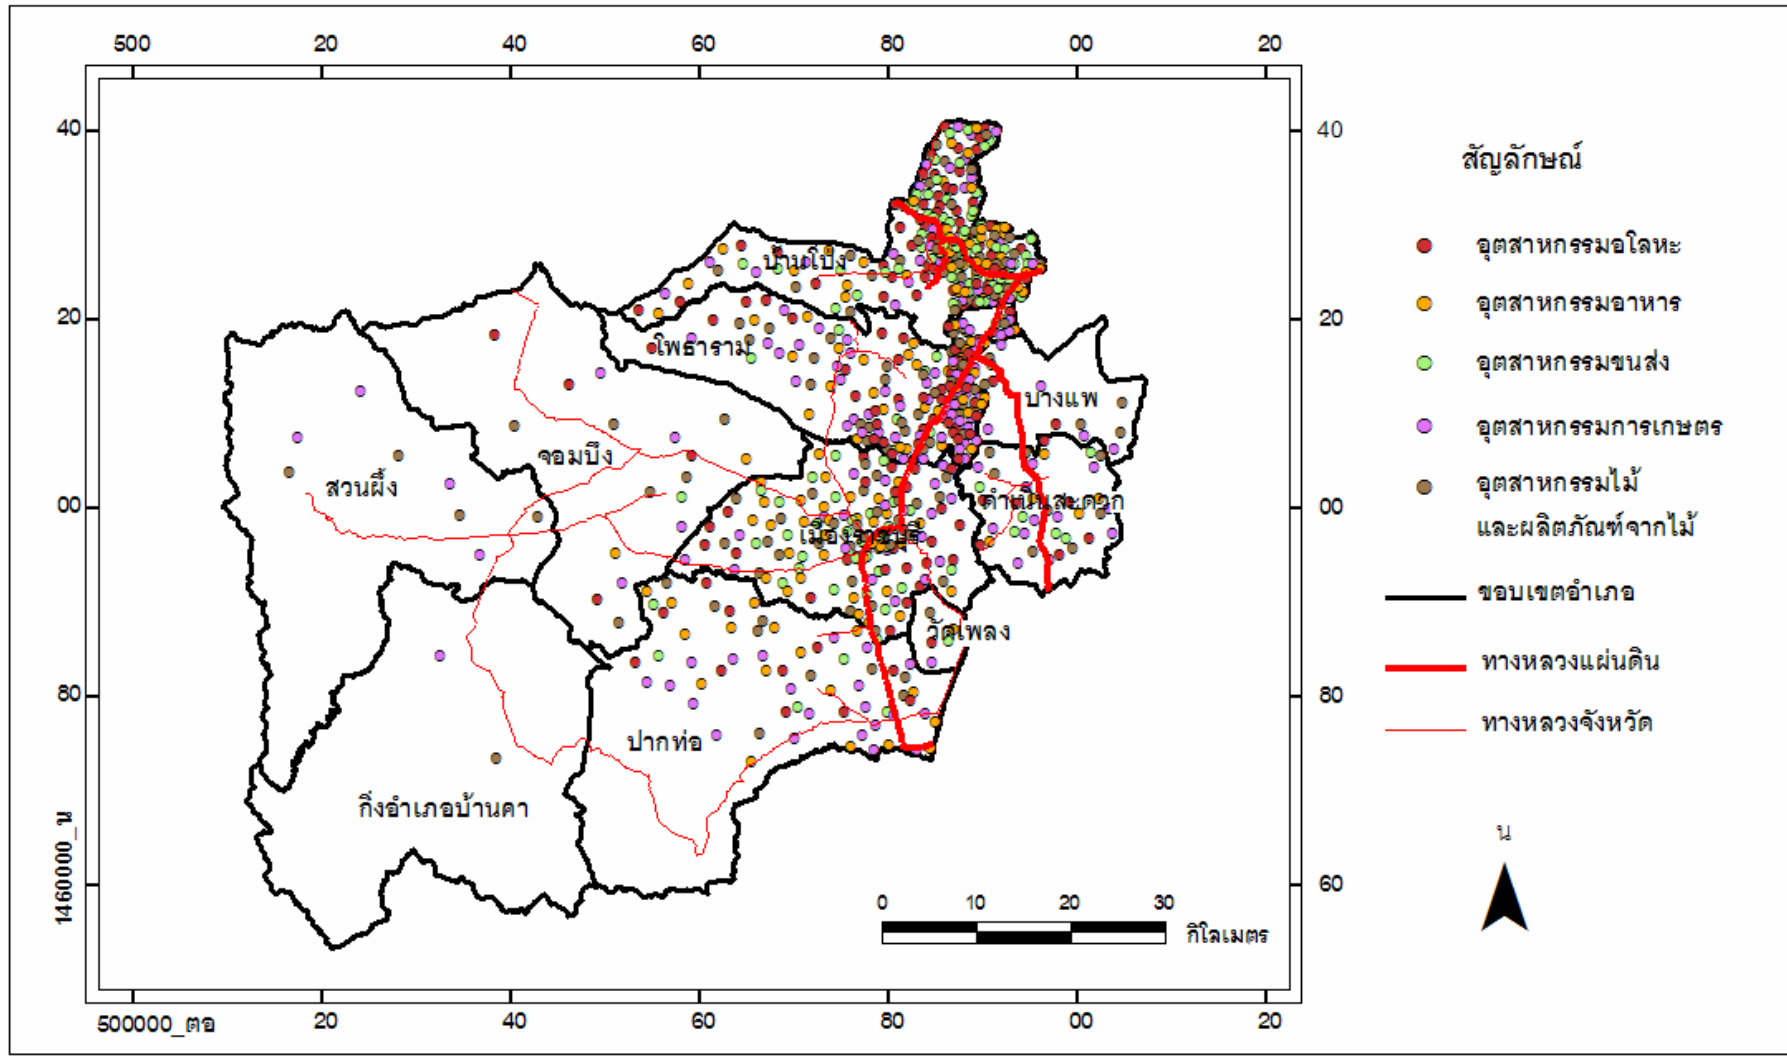 500 20 40 60 80 00 20
40 40
20 20
00 00
80 80
60
1460000_น
500000_ตอ 20 40 60 80 00 20
บ้านโป่ง
โพธาราม
บางแพ
จอมบึง
สวนผึ้ง
ดำเนินสะดวก
เมืองราชบุรี
วัดเพลง
ปากท่อ
กิ่งอำเภอบ้านคา
0 10 20 30
กิโลเมตร
สัญลักษณ์
อุตสาหกรรมอโลหะ
อุตสาหกรรมอาหาร
อุตสาหกรรมขนส่ง
อุตสาหกรรมการเกษตร
อุตสาหกรรมไม้
และผลิตภัณฑ์จากไม้
ขอบเขตอำเภอ
ทางหลวงแผ่นดิน
ทางหลวงจังหวัด
น